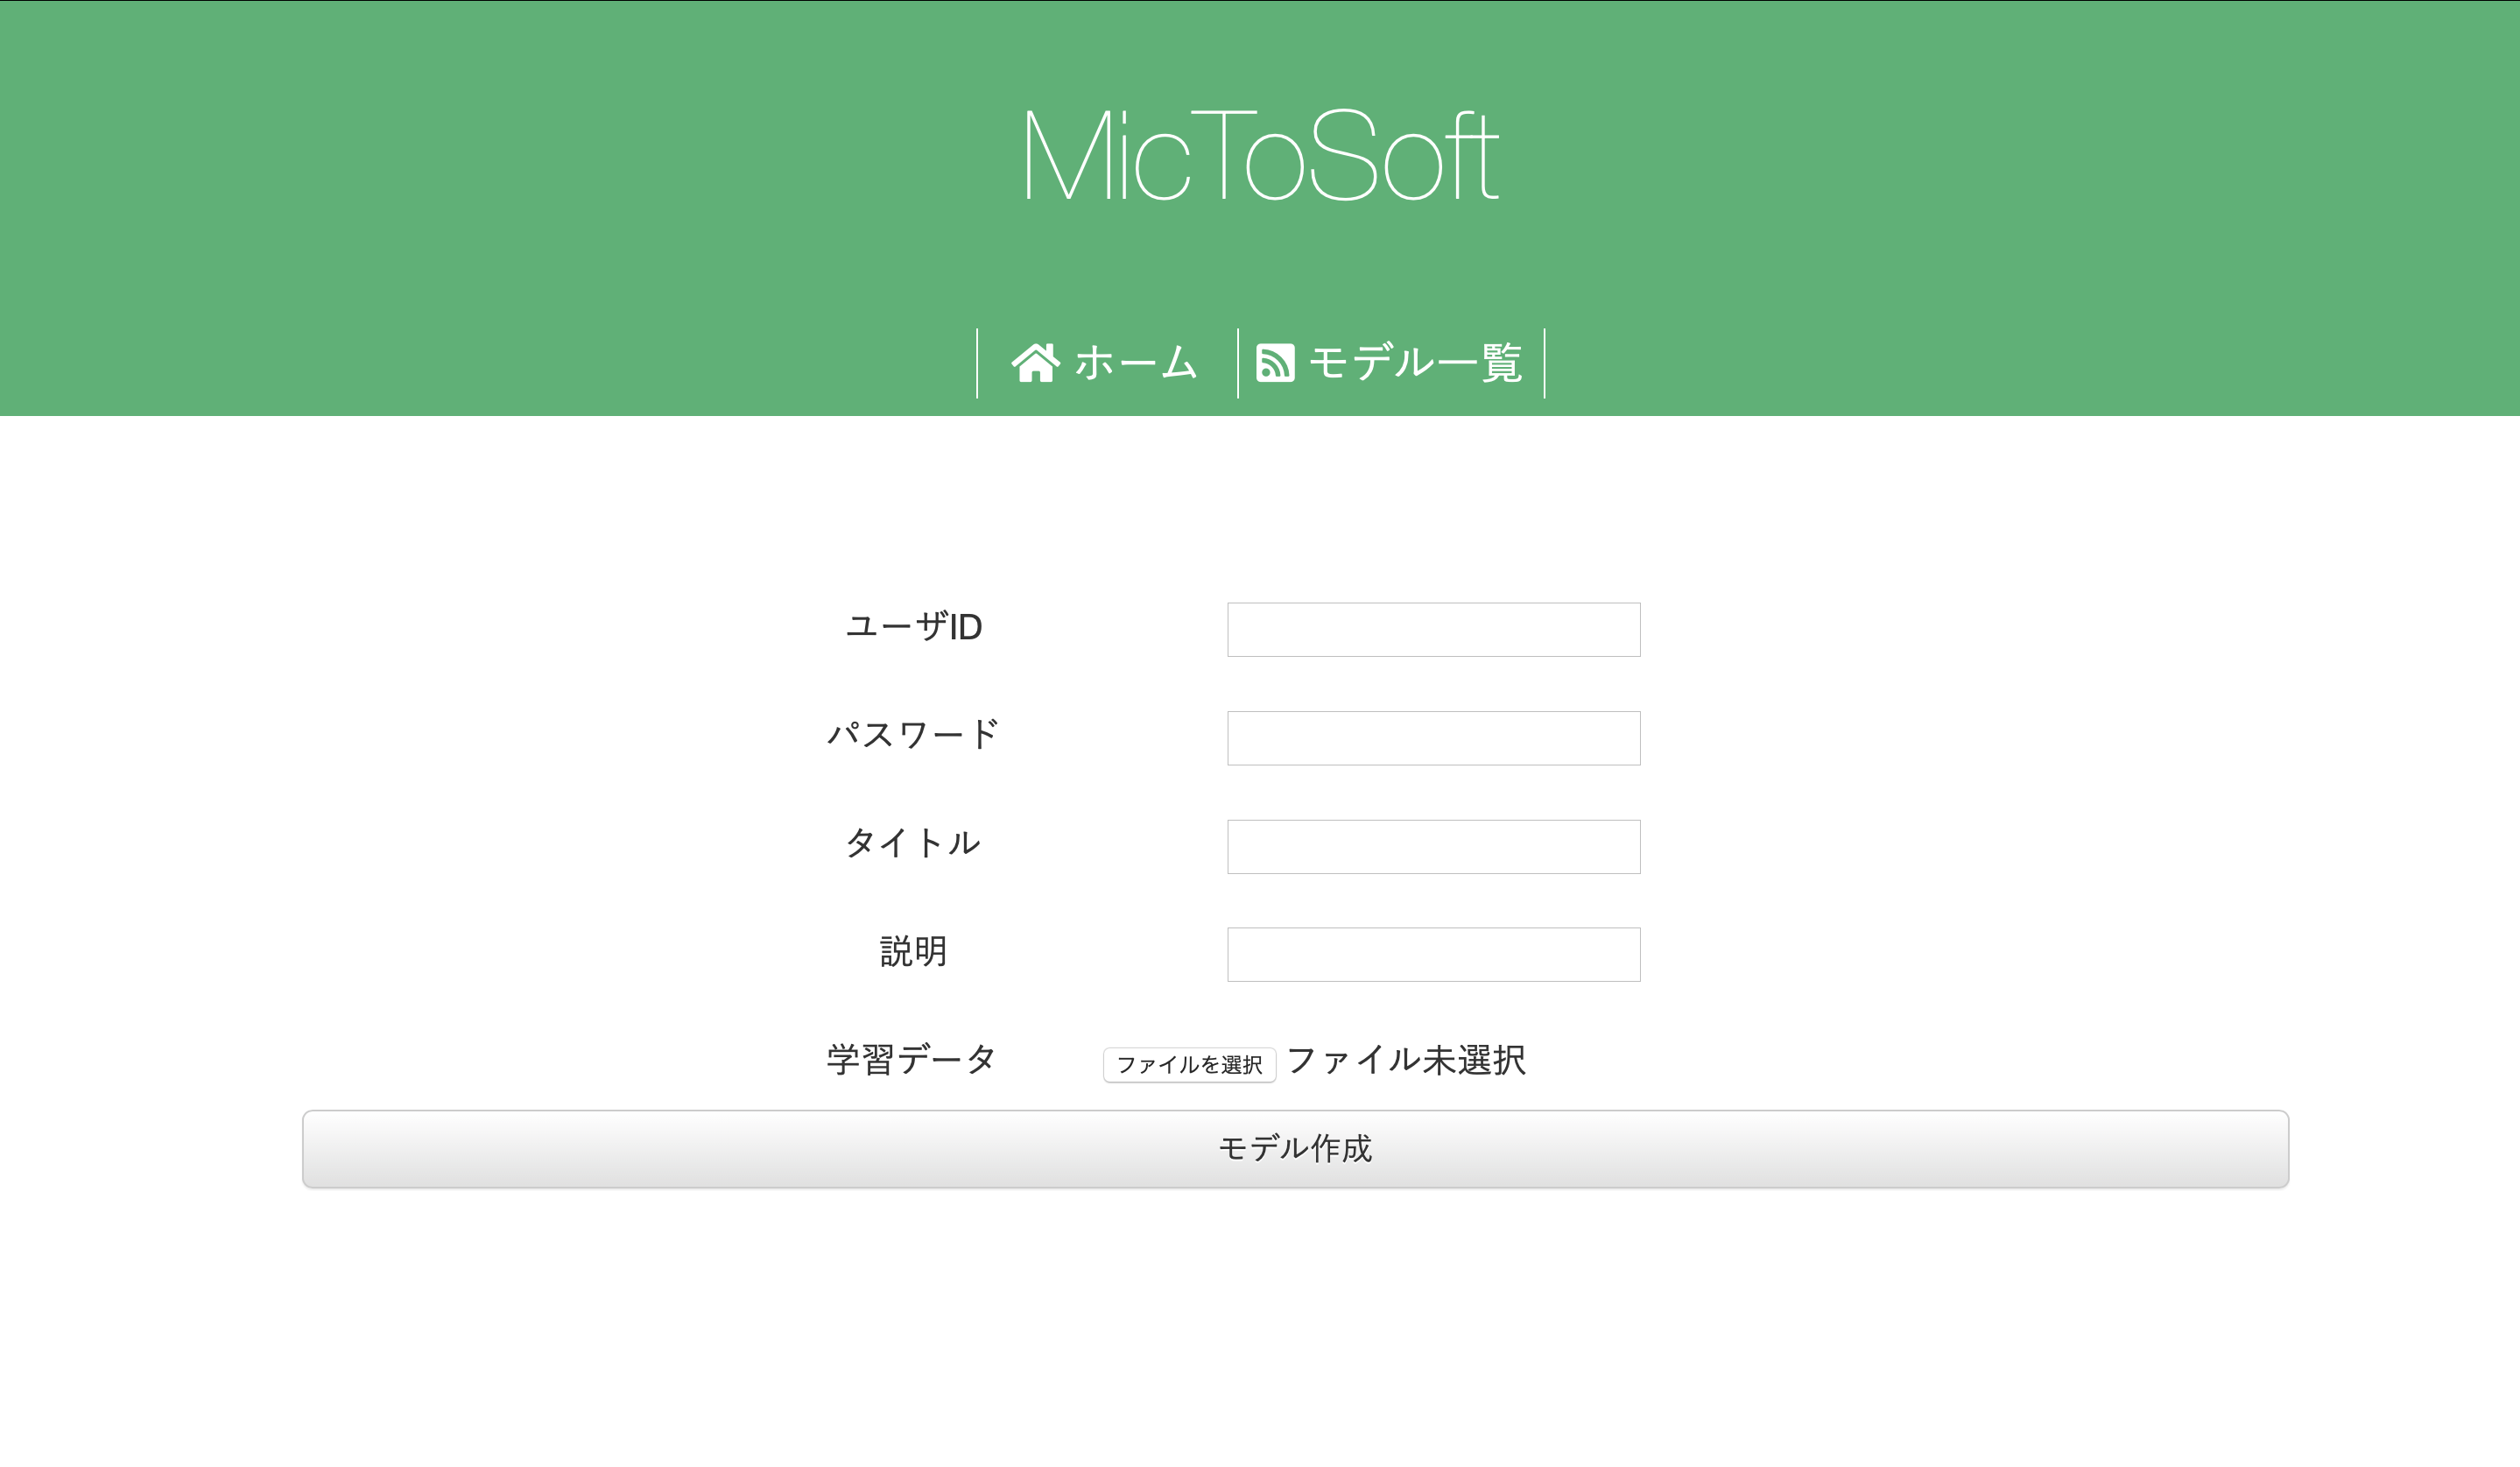 MicToSoft
ホーム モデル一覧
ユーザID
パスワード
タイトル
説明
学習データ ファイルを選択 ファイル未選択
モデル作成